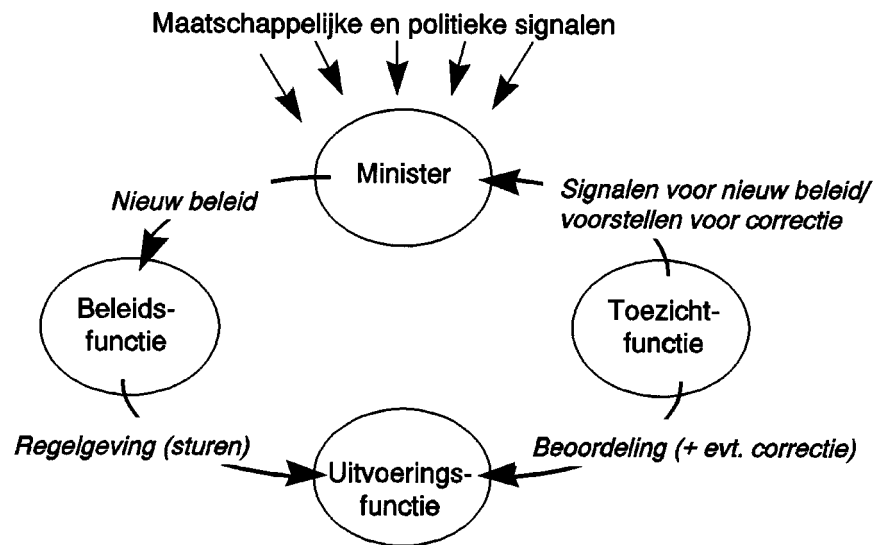 Maatschappelijke en politieke signalen
Minister
Nieuw beleid
Signalen voor nieuw beleid/
voorstellen voor correctie
Beleids-
functie
Toezicht-
functie
Regelgeving (sturen)
Beoordeling (+ evt. correctie)
Uitvoerings-
functie